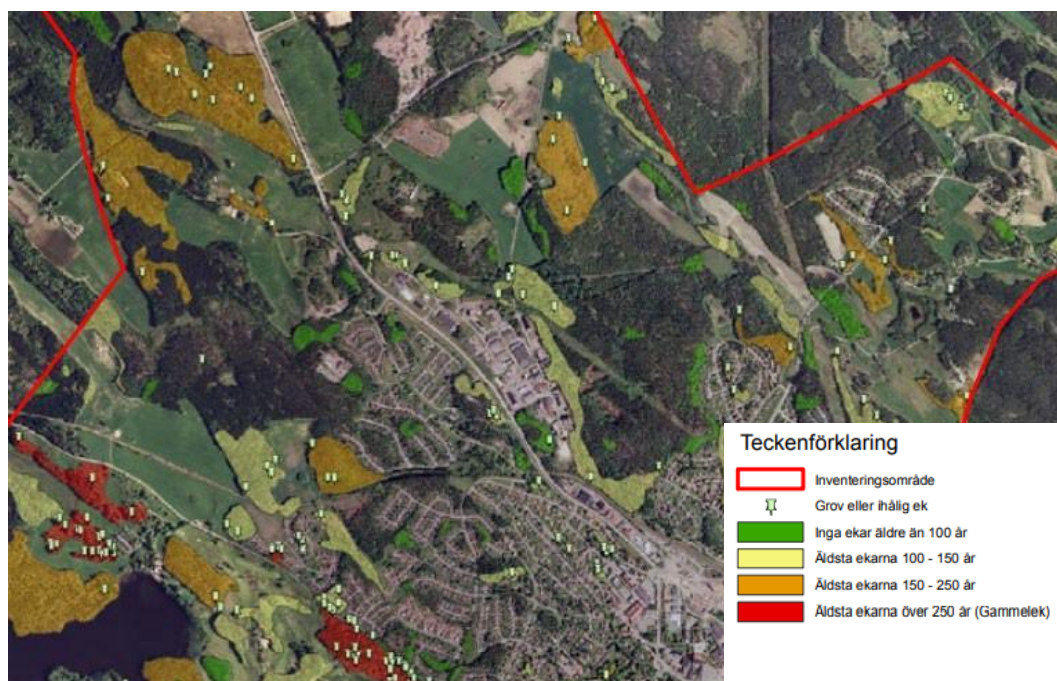 Teckenförklaring
Inventeringsområde
Grov eller ihålig ek
Inga ekar äldre än 100 år
Äldsta ekarna 100 - 150 år
Äldsta ekarna 150 - 250 år
Äldsta ekarna över 250 år (Gammelek)